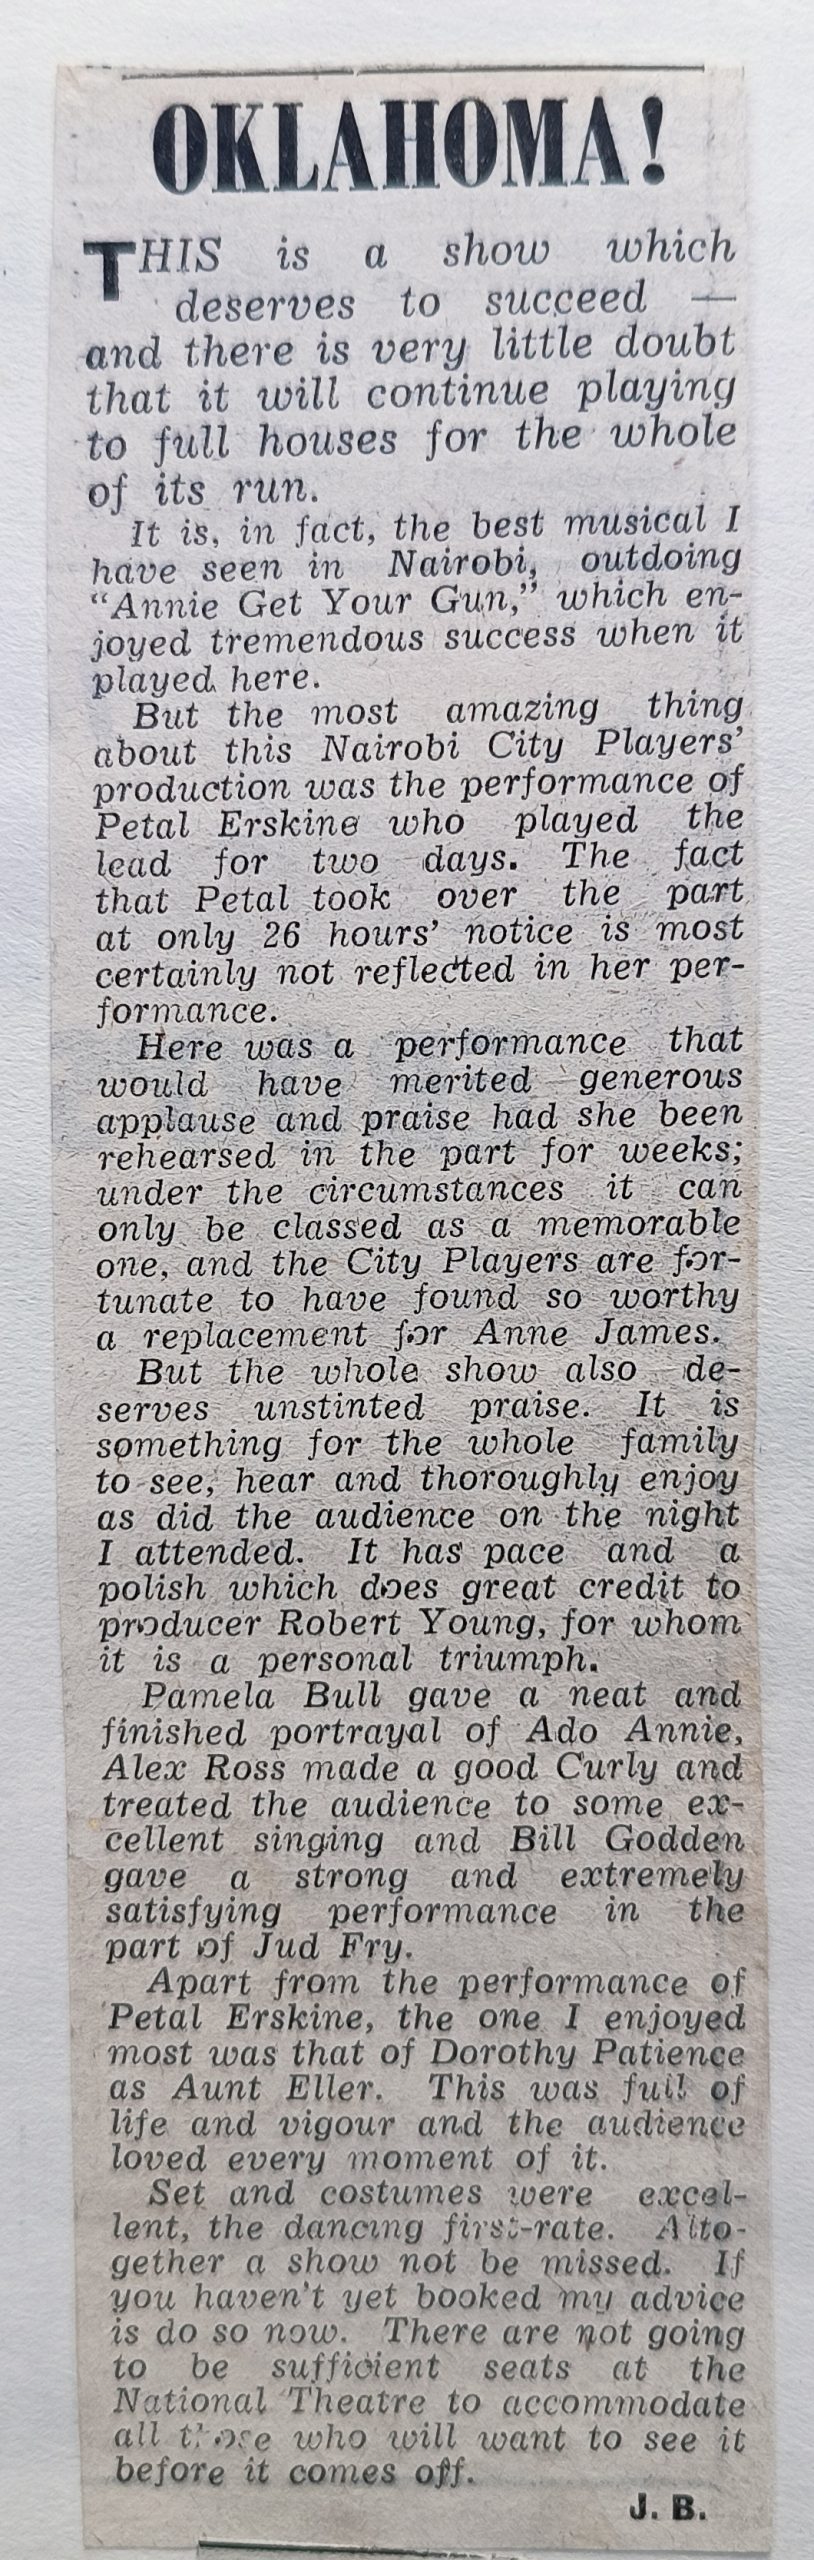 OKLAHOMA!
THIS is a show which
deserves to succeed —
and there is very little doubt
that it will continue playing
to full houses for the whole
of its run.
It is, in fact, the best musical I
have seen in Nairobi, outdoing
“Annie Get Your Gun,” which en-
joyed tremendous success when it
played here.
But the most amazing thing
about this Nairobi City Players’
production was the performance of
Petal Erskine who played the
lead for two days. The fact
that Petal took over the part
at only 26 hours’ notice is most
certainly not reflected in her per-
formance.
Here was a performance that
would have merited generous
applause and praise had she been
rehearsed in the part for weeks;
under the circumstances it can
only be classed as a memorable
one, and the City Players are for-
tunate to have found so worthy
a replacement for Anne James.
But the whole show also de-
serves unstinted praise. It is
something for the whole family
to see, hear and thoroughly enjoy
as did the audience on the night
I attended. It has pace and a
polish which does great credit to
producer Robert Young, for whom
it is a personal triumph.
Pamela Bull gave a neat and
finished portrayal of Ado Annie,
Alex Ross made a good Curly and
treated the audience to some ex-
cellent singing and Bill Godden
gave a strong and extremely
satisfying performance in the
part of Jud Fry.
Apart from the performance of
Petal Erskine, the one I enjoyed
most was that of Dorothy Patience
as Aunt Eller. This was full of
life and vigour and the audience
loved every moment of it.
Set and costumes were excel-
lent, the dancing first-rate. Alto-
gether a show not be missed. If
you haven't yet booked my advice
is do so now. There are not going
to be sufficient seats at the
National Theatre to accommodate
all those who will want to see it
before it comes off.
J. B.